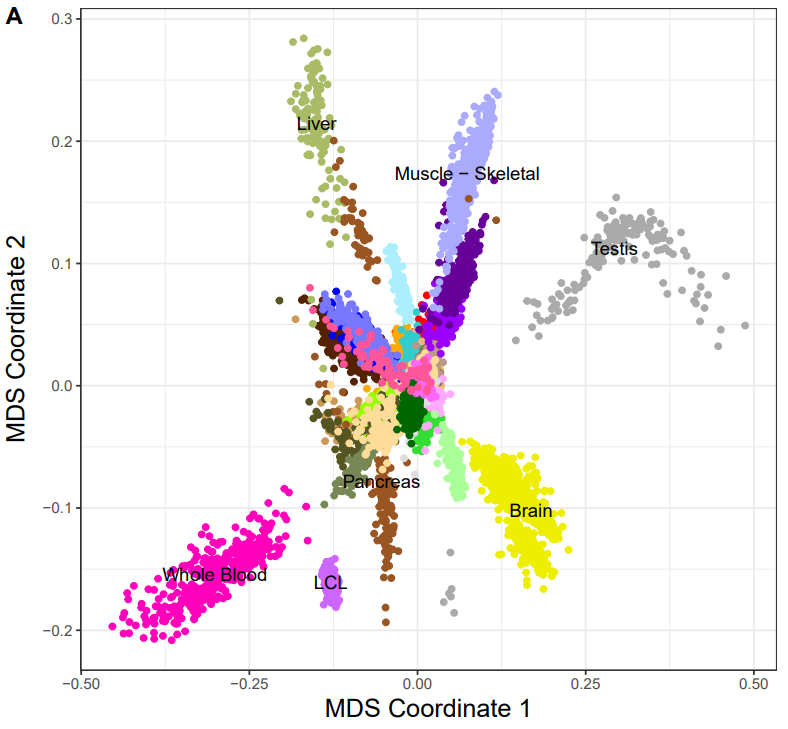 A
0.3
0.2
0.1
0.0
−0.1
−0.2
MDS Coordinate 2
Liver
Muscle − Skeletal
Testis
Pancreas
Brain
Whole Blood
LCL
−0.50
−0.25
0.00
0.25
0.50
MDS Coordinate 1